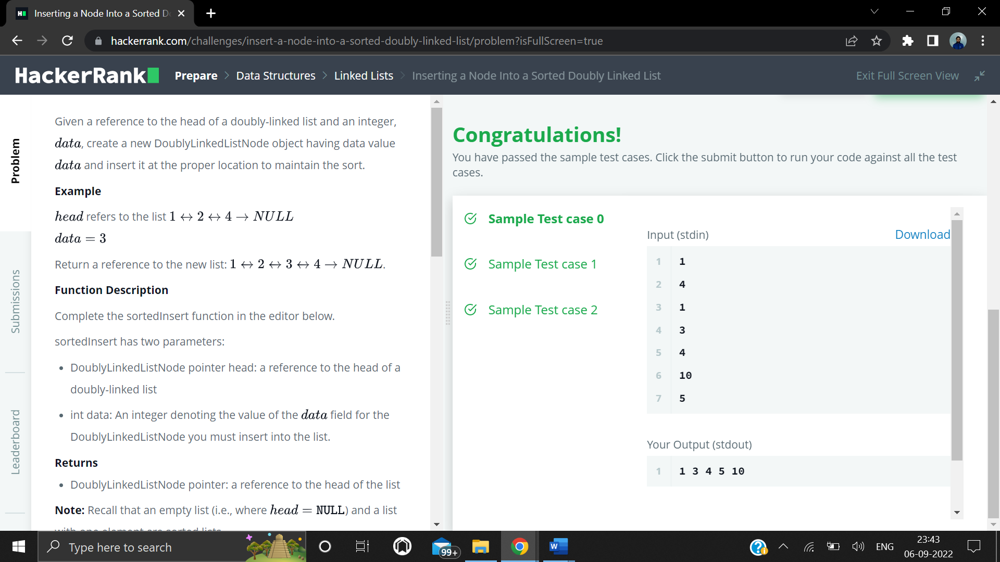 Inserting a Node Into a Sorted D
hackerrank.com/challenges/insert-a-node-into-a-sorted-doubly-linked-list/problem?isFullScreen=true
HackerRank
Prepare > Data Structures > Linked Lists > Inserting a Node Into a Sorted Doubly Linked List
Exit Full Screen View
Problem
Submissions
Leaderboard
Given a reference to the head of a doubly-linked list and an integer,
data, create a new DoublyLinkedListNode object having data value
data and insert it at the proper location to maintain the sort.
Example
head refers to the list 1 ↔ 2 ↔ 4 → NULL
data = 3
Return a reference to the new list: 1 ↔ 2 ↔ 3 ↔ 4 → NULL.
Function Description
Complete the sortedInsert function in the editor below.
sortedInsert has two parameters:
• DoublyLinkedListNode pointer head: a reference to the head of a
doubly-linked list
• int data: An integer denoting the value of the data field for the
DoublyLinkedListNode you must insert into the list.
Returns
• DoublyLinkedListNode pointer: a reference to the head of the list
Note: Recall that an empty list (i.e., where head = NULL) and a list
with one element are sorted lists.
Congratulations!
You have passed the sample test cases. Click the submit button to run your code against all the test
cases.
Sample Test case 0
Sample Test case 1
Sample Test case 2
Input (stdin)
Download
1 1
2 4
3 1
4 3
5 4
6 10
7 5
Your Output (stdout)
1 1 3 4 5 10
Type here to search
99+
W
ENG
23:43
06-09-2022